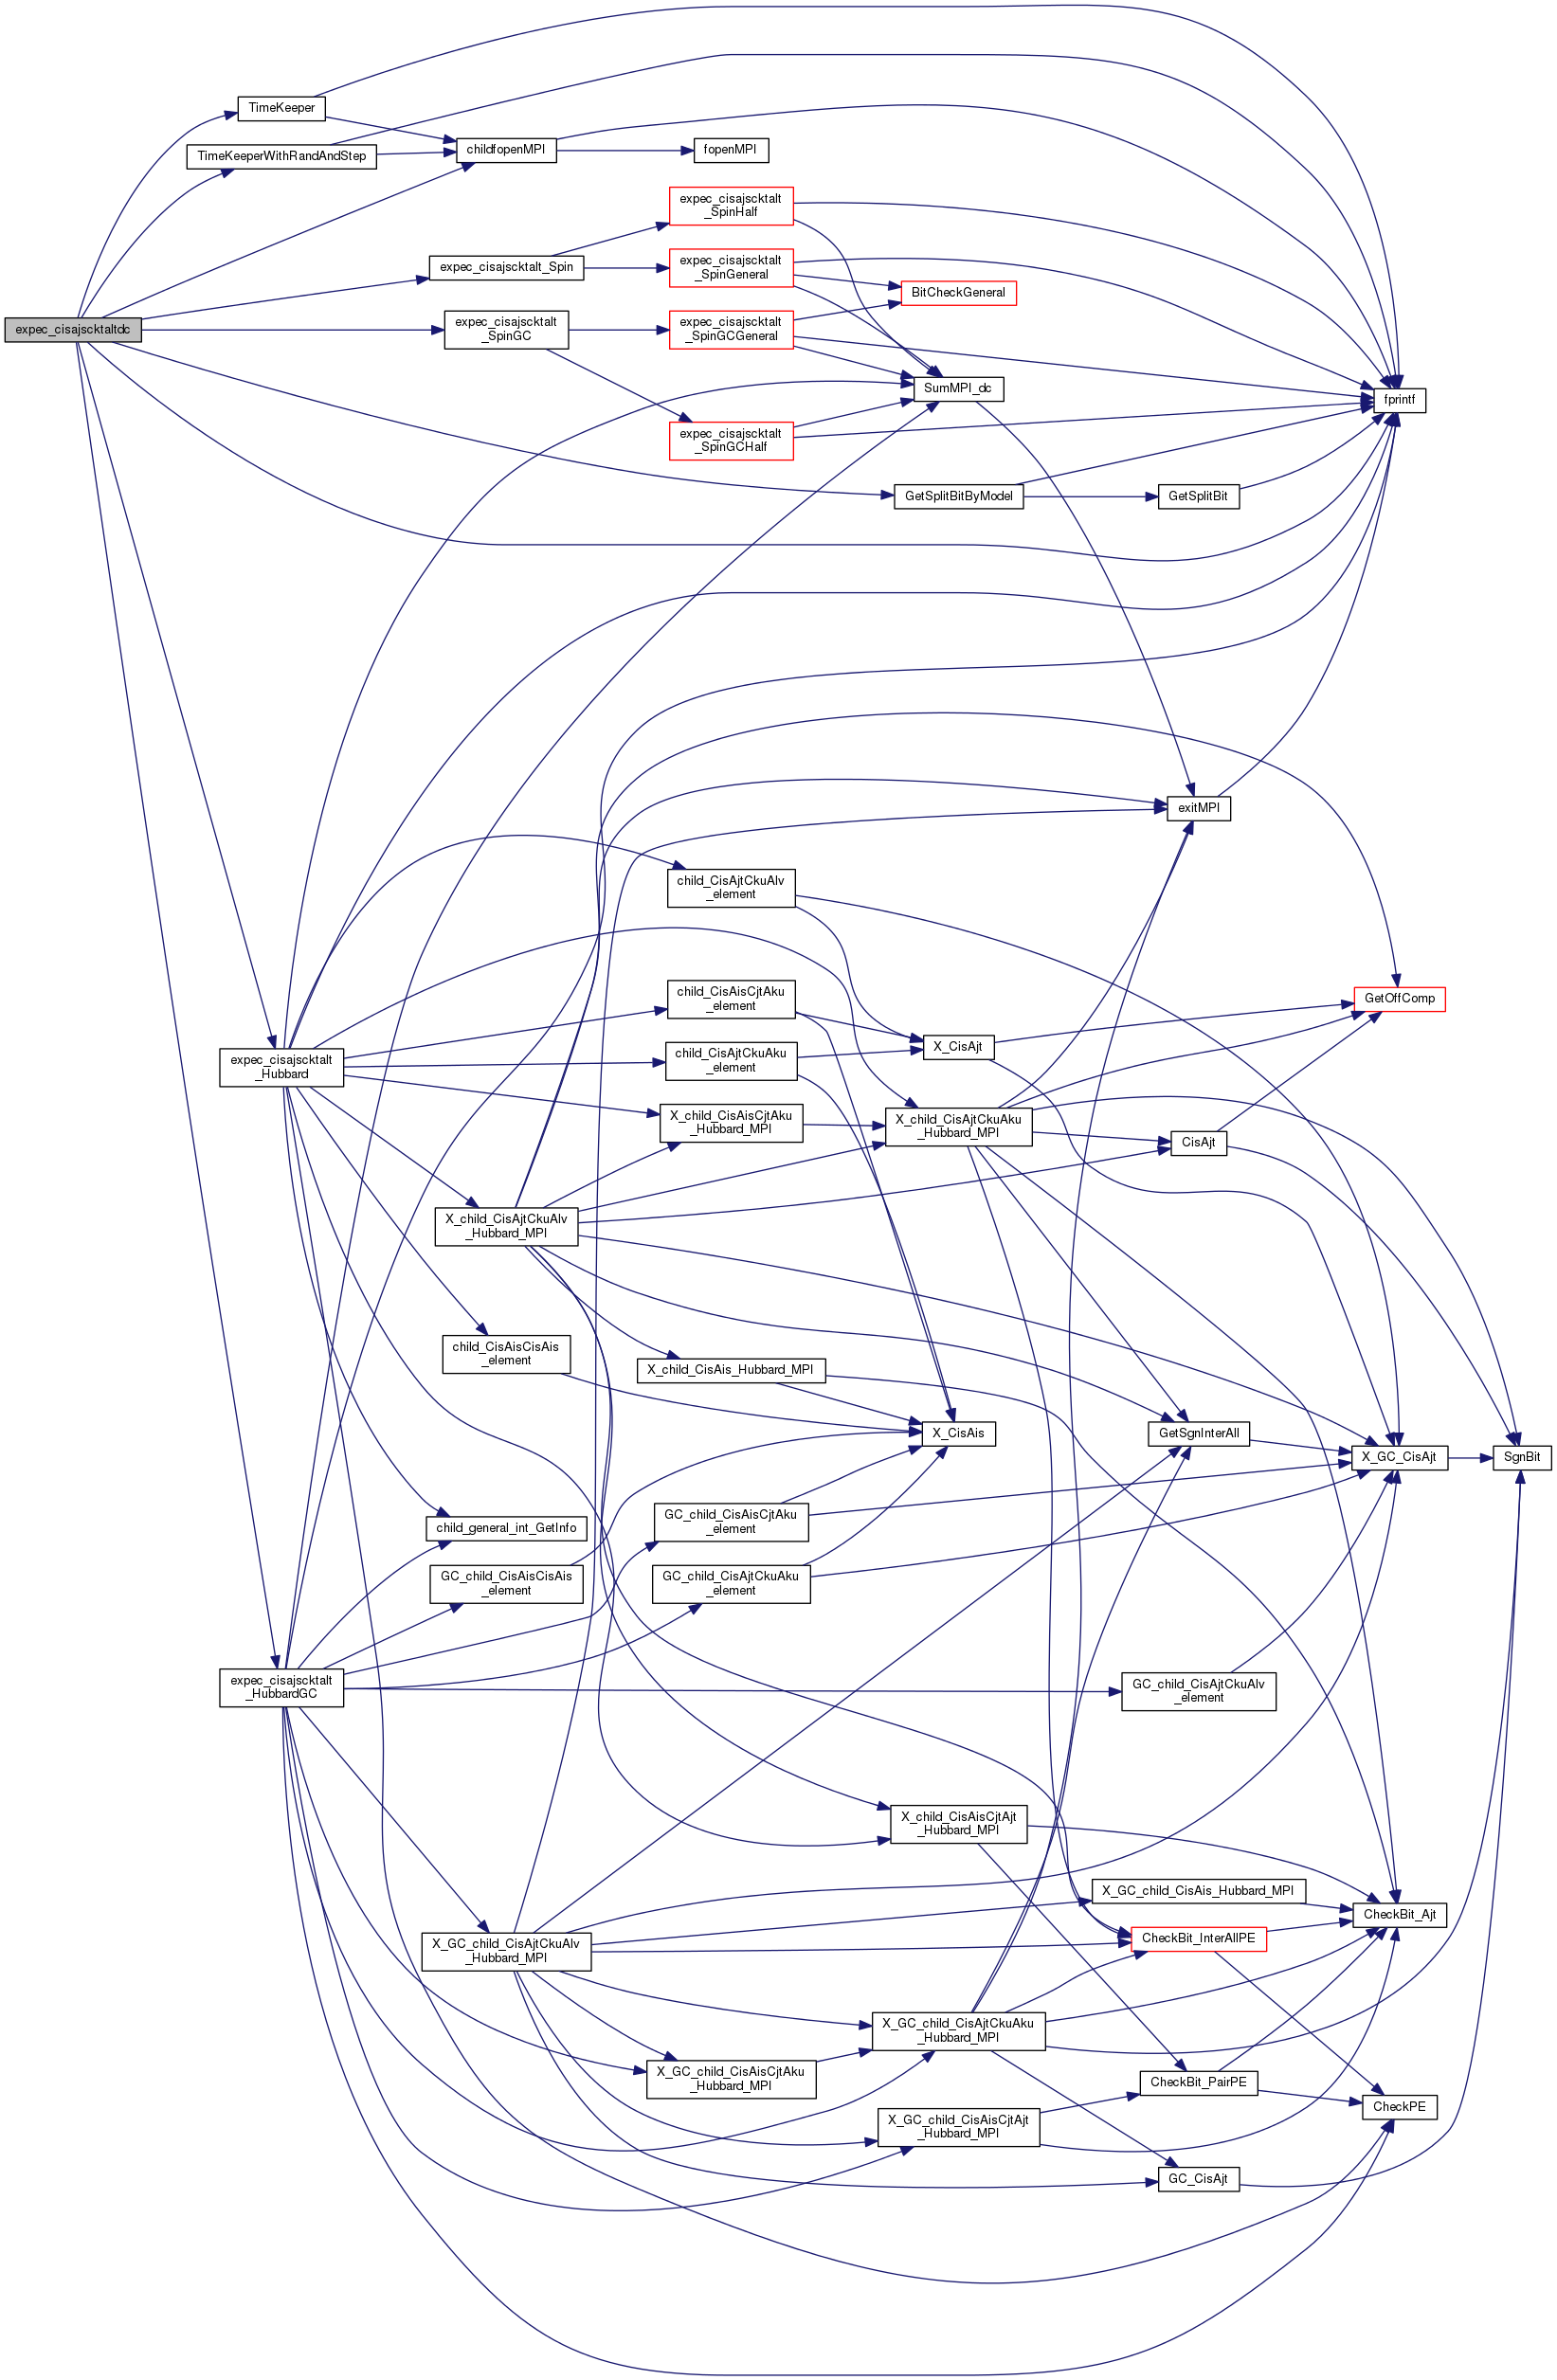 TimeKeeper
TimeKeeperWithRandAndStep
childfopenMPI
fopenMPI
expec_cisajscktalt
_SpinHalf
expec_cisajscktalt_Spin
expec_cisajscktalt
_SpinGeneral
BitCheckGeneral
expec_cisajscktaltdc
expec_cisajscktalt
_SpinGC
expec_cisajscktalt
_SpinGCGeneral
SumMPI_dc
fprintf
expec_cisajscktalt
_SpinGCHalf
GetSplitBitByModel
GetSplitBit
exitMPI
child_CisAjtCkuAlv
_element
child_CisAisCjtAku
_element
GetOffComp
X_CisAjt
expec_cisajscktalt
_Hubbard
child_CisAjtCkuAku
_element
X_child_CisAisCjtAku
_Hubbard_MPI
X_child_CisAjtCkuAku
_Hubbard_MPI
CisAjt
X_child_CisAjtCkuAlv
_Hubbard_MPI
child_CisAisCisAis
_element
X_child_CisAis_Hubbard_MPI
X_CisAis
GetSgnInterAll
X_GC_CisAjt
SgnBit
child_general_int_GetInfo
GC_child_CisAisCjtAku
_element
GC_child_CisAisCisAis
_element
GC_child_CisAjtCkuAku
_element
expec_cisajscktalt
_HubbardGC
GC_child_CisAjtCkuAlv
_element
X_child_CisAisCjtAjt
_Hubbard_MPI
X_GC_child_CisAis_Hubbard_MPI
CheckBit_Ajt
X_GC_child_CisAjtCkuAlv
_Hubbard_MPI
CheckBit_InterAllPE
X_GC_child_CisAjtCkuAku
_Hubbard_MPI
X_GC_child_CisAisCjtAku
_Hubbard_MPI
CheckBit_PairPE
CheckPE
X_GC_child_CisAisCjtAjt
_Hubbard_MPI
GC_CisAjt